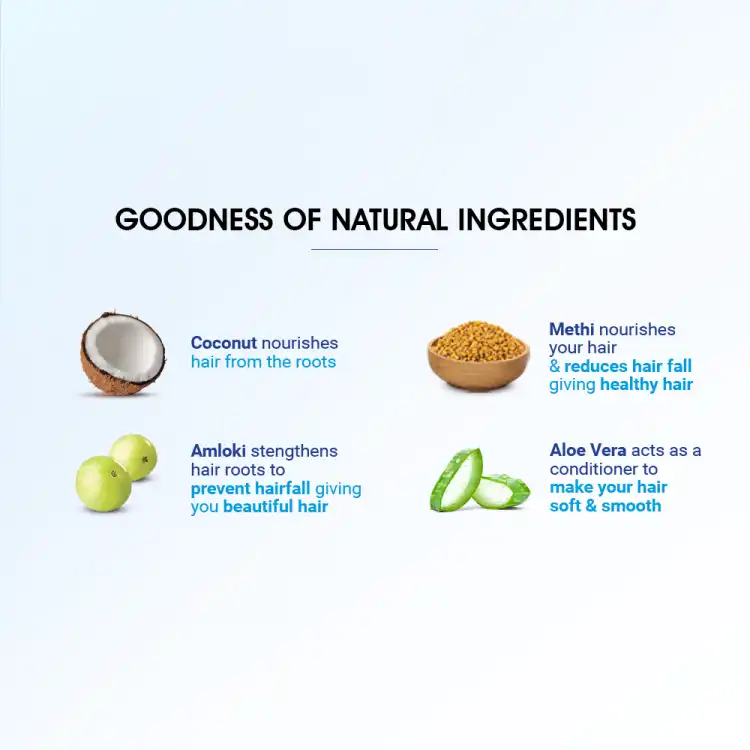 GOODNESS OF NATURAL INGREDIENTS
Coconut nourishes
hair from the roots
Methi nourishes
your hair
& reduces hair fall
giving healthy hair
Amloki stengthens
hair roots to
prevent hairfall giving
you beautiful hair
Aloe Vera acts as a
conditioner to
make your hair
soft & smooth